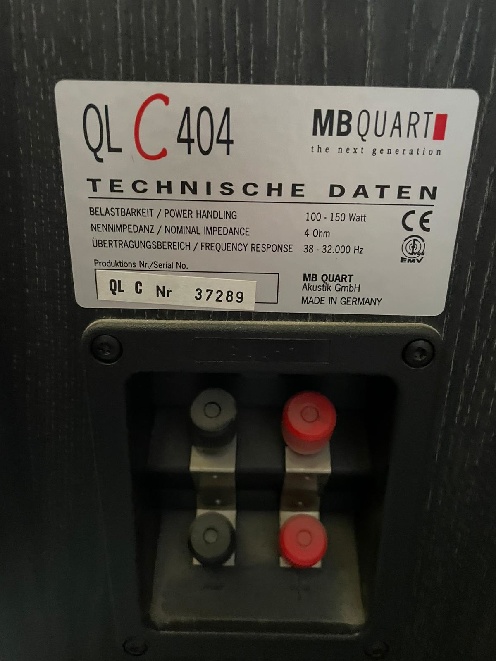 QL C 404
MB QUART
the next generation
TECHNISCHE DATEN
BELASTBARKEIT / POWER HANDLING 100 - 150 Watt
NENNIMPEDANZ / NOMINAL IMPEDANCE 4 Ohm
ÜBERTRAGUNGSBEREICH / FREQUENCY RESPONSE 38 - 32.000 Hz
CE
EMV
Produktions Nr./Serial No.
QL C Nr 37289
MB QUART
Akustik GmbH
MADE IN GERMANY